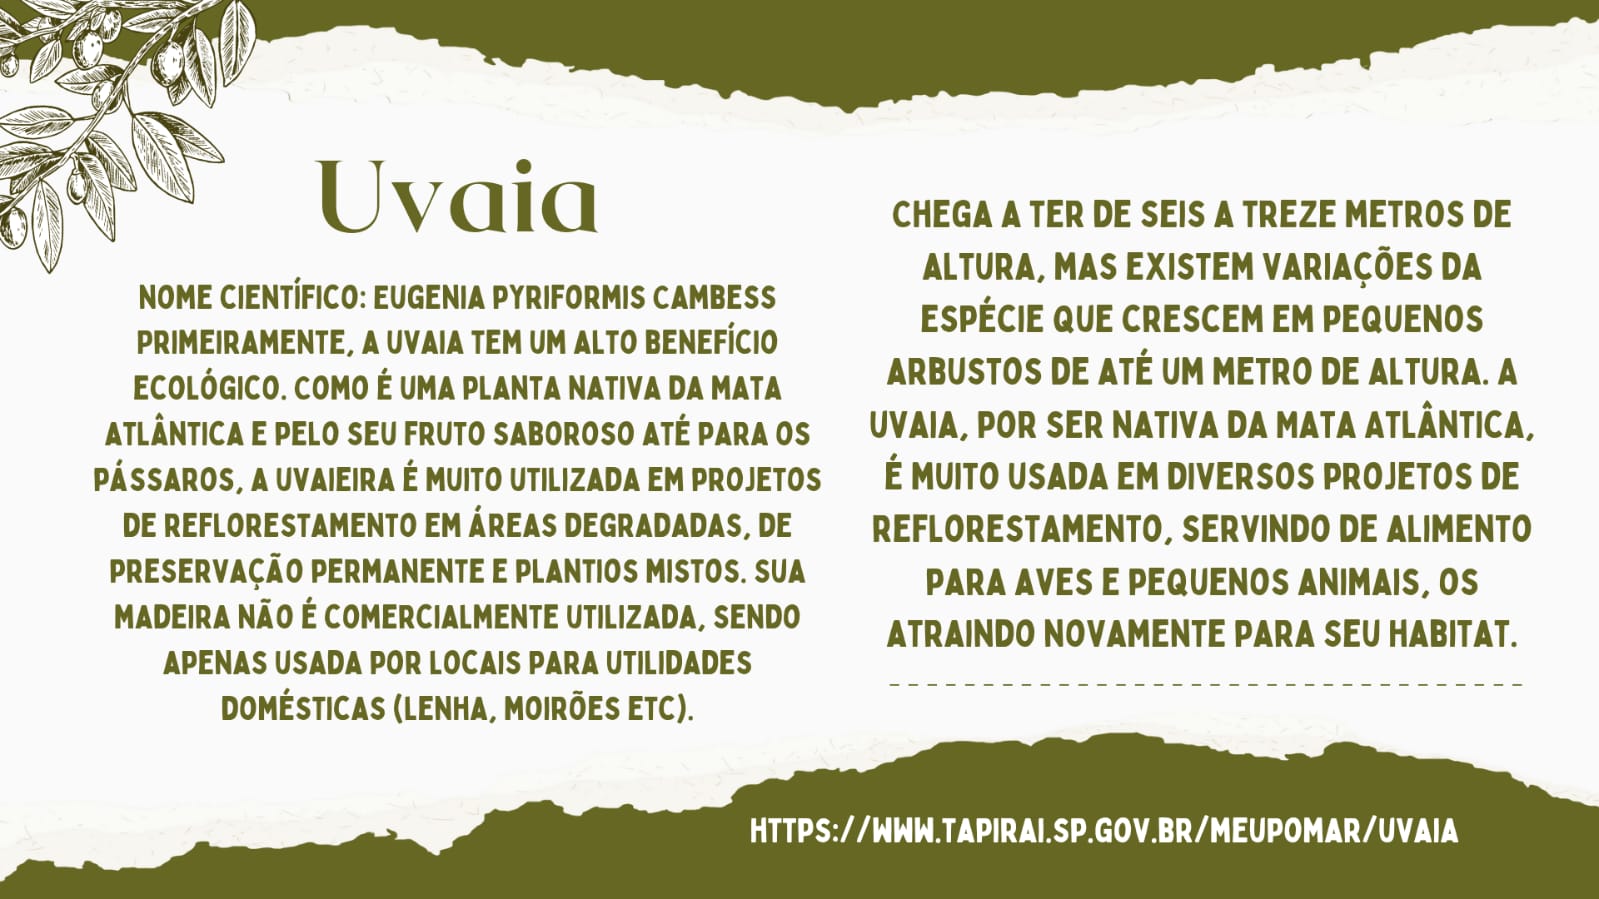 Uvaia
NOME CIENTÍFICO: EUGENIA PYRIFORMIS CAMBESS
PRIMEIRAMENTE, A UVAIA TEM UM ALTO BENEFÍCIO
ECOLÓGICO. COMO É UMA PLANTA NATIVA DA MATA
ATLÂNTICA E PELO SEU FRUTO SABOROSO ATÉ PARA OS
PÁSSAROS, A UVAIEIRA É MUITO UTILIZADA EM PROJETOS
DE REFLORESTAMENTO EM ÁREAS DEGRADADAS, DE
PRESERVAÇÃO PERMANENTE E PLANTIOS MISTOS. SUA
MADEIRA NÃO É COMERCIALMENTE UTILIZADA, SENDO
APENAS USADA POR LOCAIS PARA UTILIDADES
DOMÉSTICAS (LENHA, MOIRÕES ETC).
CHEGA A TER DE SEIS A TREZE METROS DE
ALTURA, MAS EXISTEM VARIAÇÕES DA
ESPÉCIE QUE CRESCEM EM PEQUENOS
ARBUSTOS DE ATÉ UM METRO DE ALTURA. A
UVAIA, POR SER NATIVA DA MATA ATLÂNTICA,
É MUITO USADA EM DIVERSOS PROJETOS DE
REFLORESTAMENTO, SERVINDO DE ALIMENTO
PARA AVES E PEQUENOS ANIMAIS, OS
ATRAINDO NOVAMENTE PARA SEU HABITAT.
HTTPS://WWW.TAPIRAI.SP.GOV.BR/MEUPOMAR/UVAIA